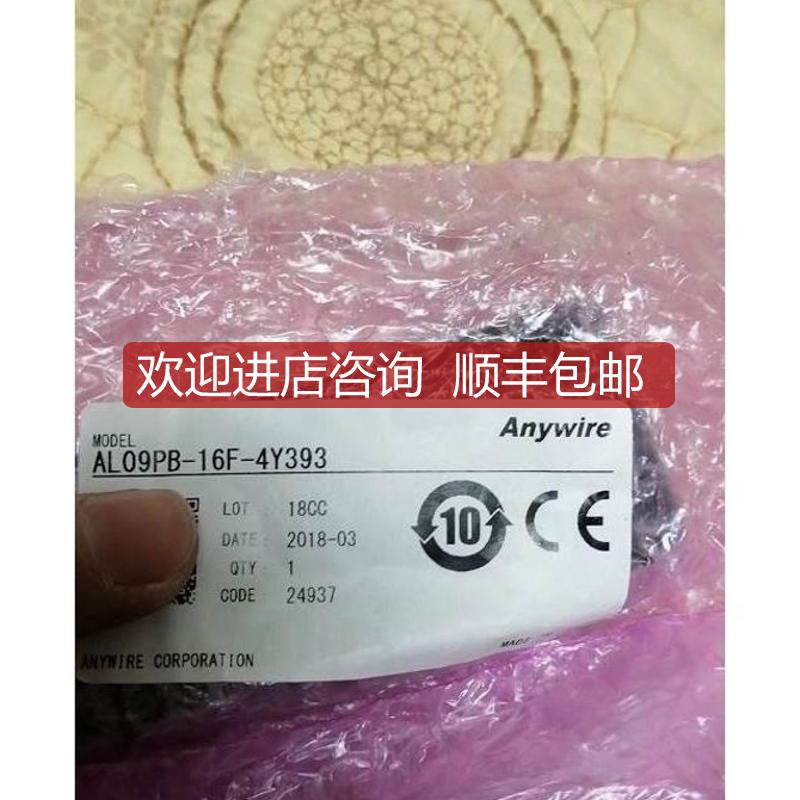 欢迎进店咨询 顺丰包邮
Anywire
MODEL
AL09PB-16F-4Y393
LOT : 18CC
DATE : 2018-03
QTY : 1
CODE 24937
10
CE
MADE
ANYWIRE CORPORATION